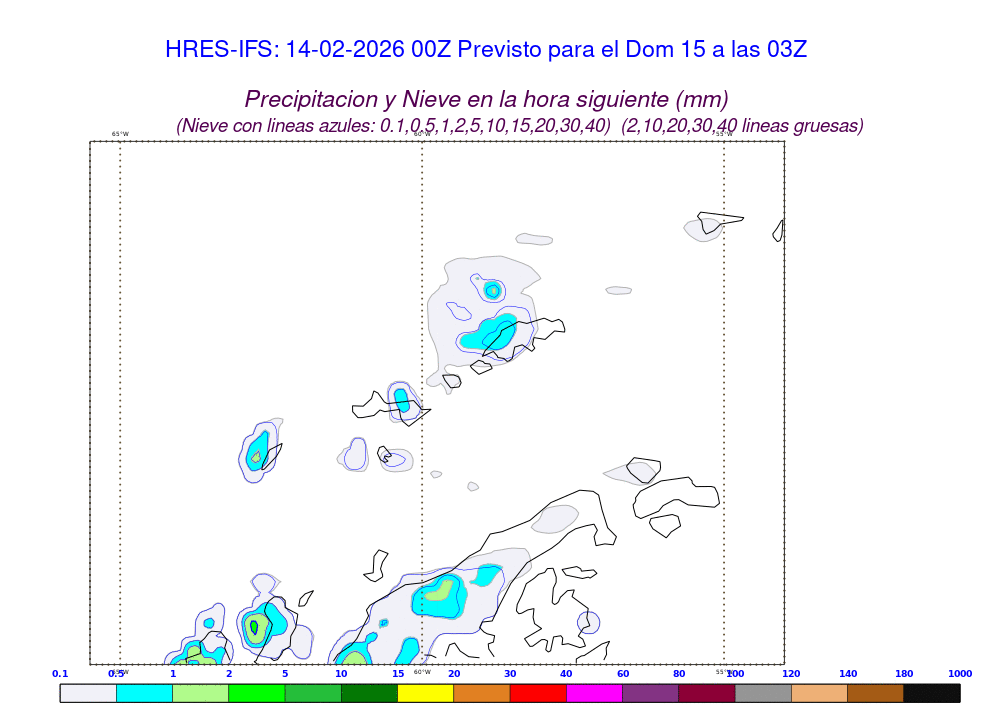 HRES-IFS: 14-02-2026 00Z Previsto para el Dom 15 a las 03Z
Precipitacion y Nieve en la hora siguiente (mm)
(Nieve con lineas azules: 0.1,0.5,1,2,5,10,15,20,30,40)  (2,10,20,30,40 lineas gruesas)
65°W 60°W 55°W
65°W 60°W 55°W
0.1 0.5 1 2 5 10 15 20 30 40 60 80 100 120 140 180 1000